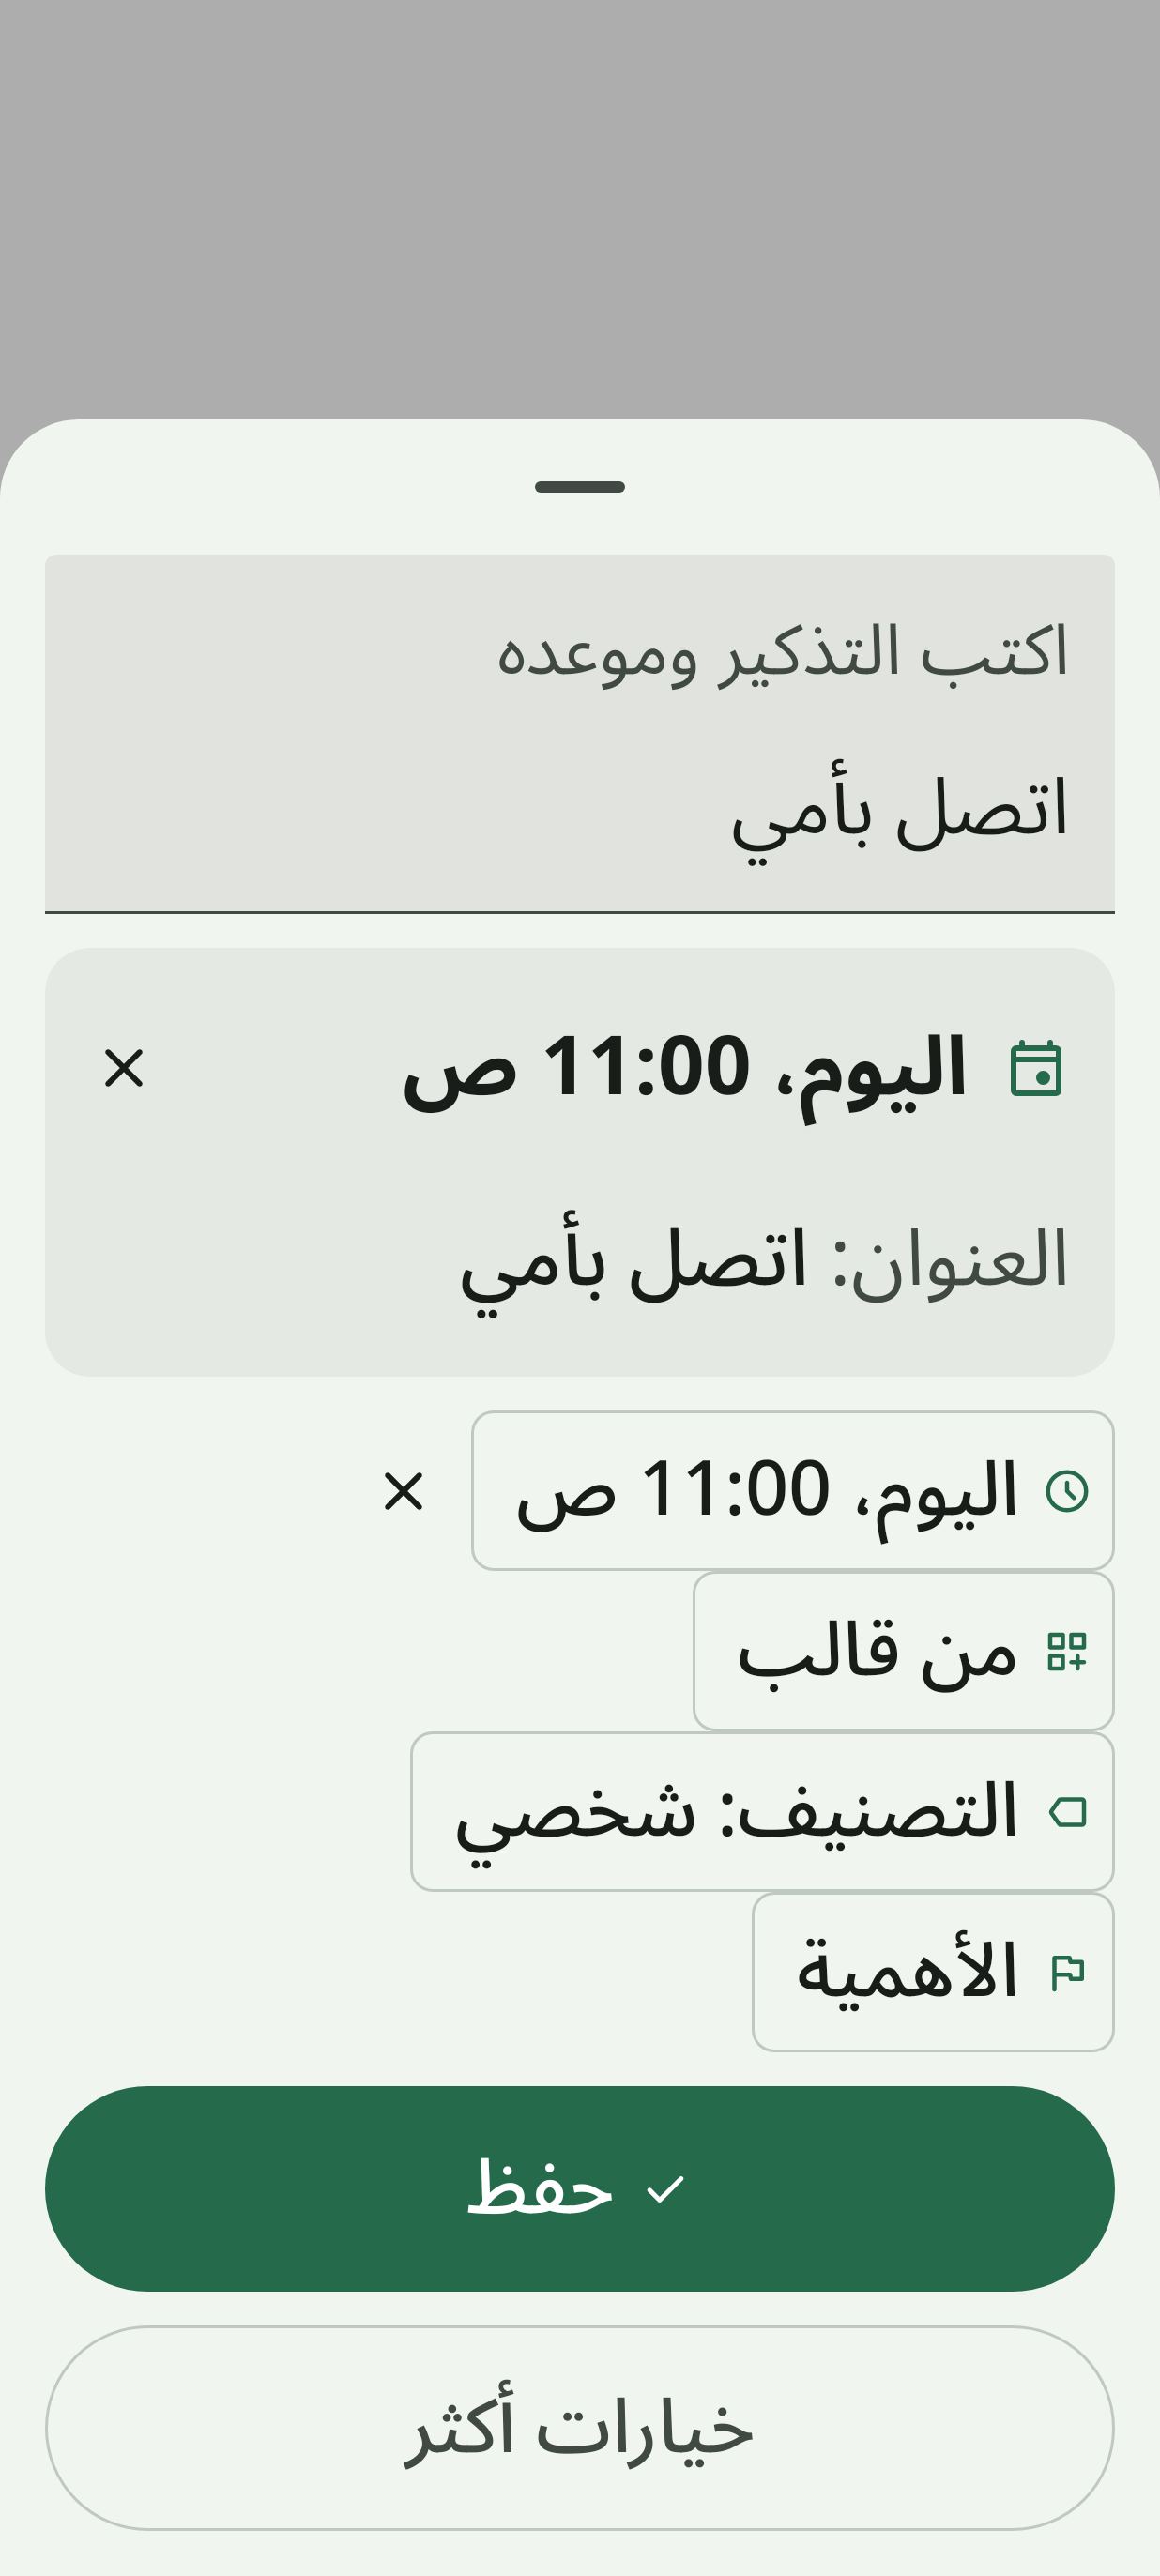 اكتب التذكير وموعده
اتصل بأمي
اليوم، 11:00 ص
العنوان: اتصل بأمي
اليوم، 11:00 ص
من قالب
التصنيف: شخصي
الأهمية
حفظ
خيارات أكثر